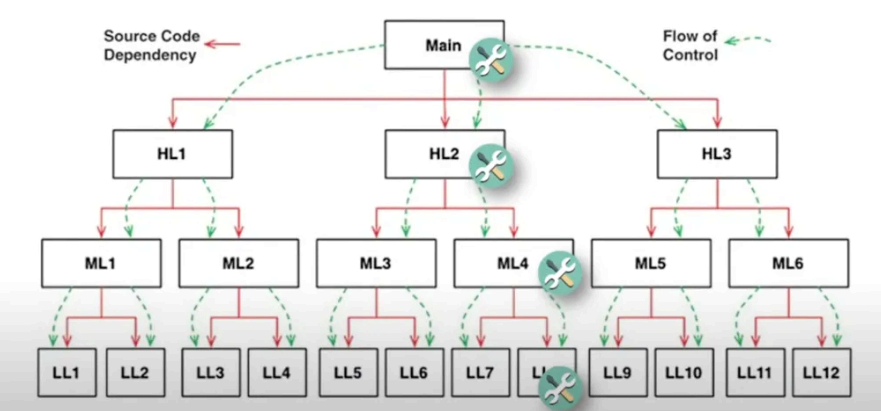 Source Code
Dependency
Main
Flow of
Control
HL1
HL2
HL3
ML1
ML2
ML3
ML4
ML5
ML6
LL1
LL2
LL3
LL4
LL5
LL6
LL7
LL9
LL10
LL11
LL12